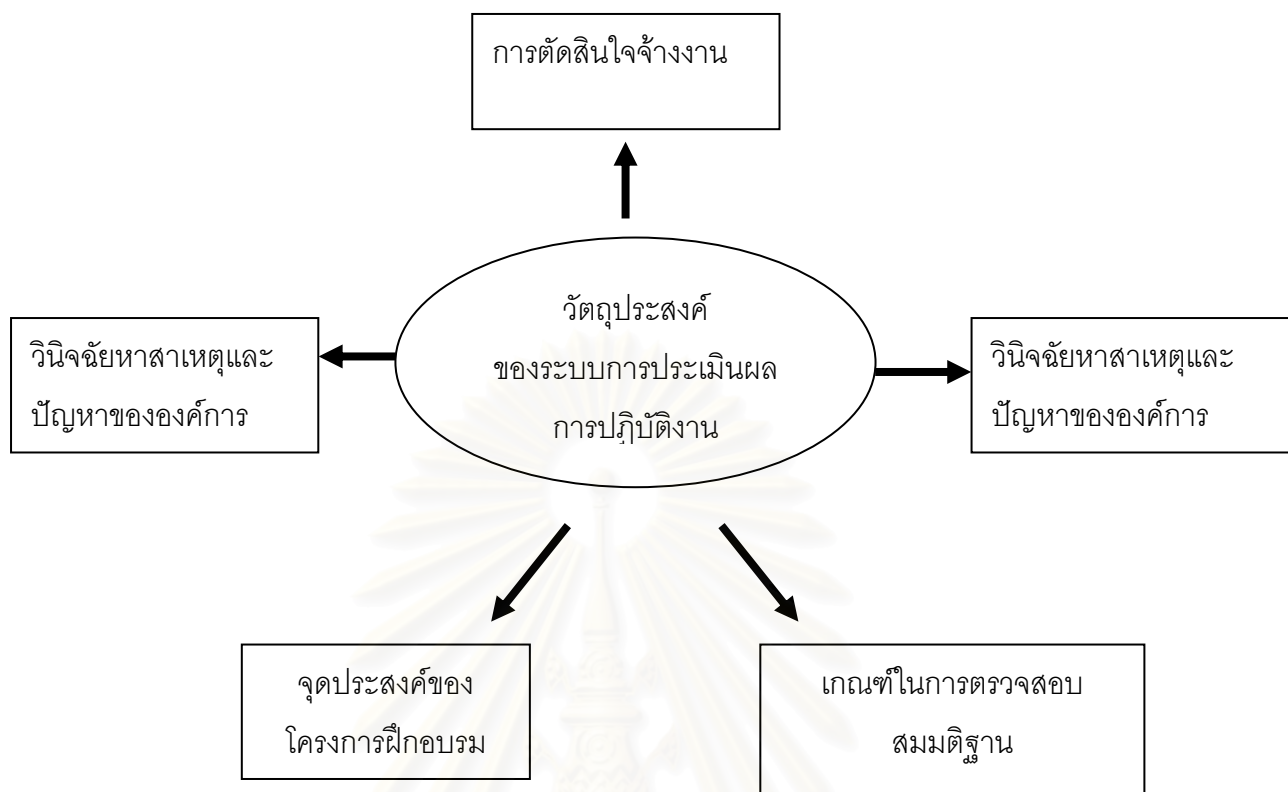 การตัดสินใจจ้างงาน
วัตถุประสงค์
ของระบบการประเมินผล
การปฏิบัติงาน
วินิจฉัยหาสาเหตุและ
ปัญหาขององค์การ
วินิจฉัยหาสาเหตุและ
ปัญหาขององค์การ
จุดประสงค์ของ
โครงการฝึกอบรม
เกณฑ์ในการตรวจสอบ
สมมติฐาน